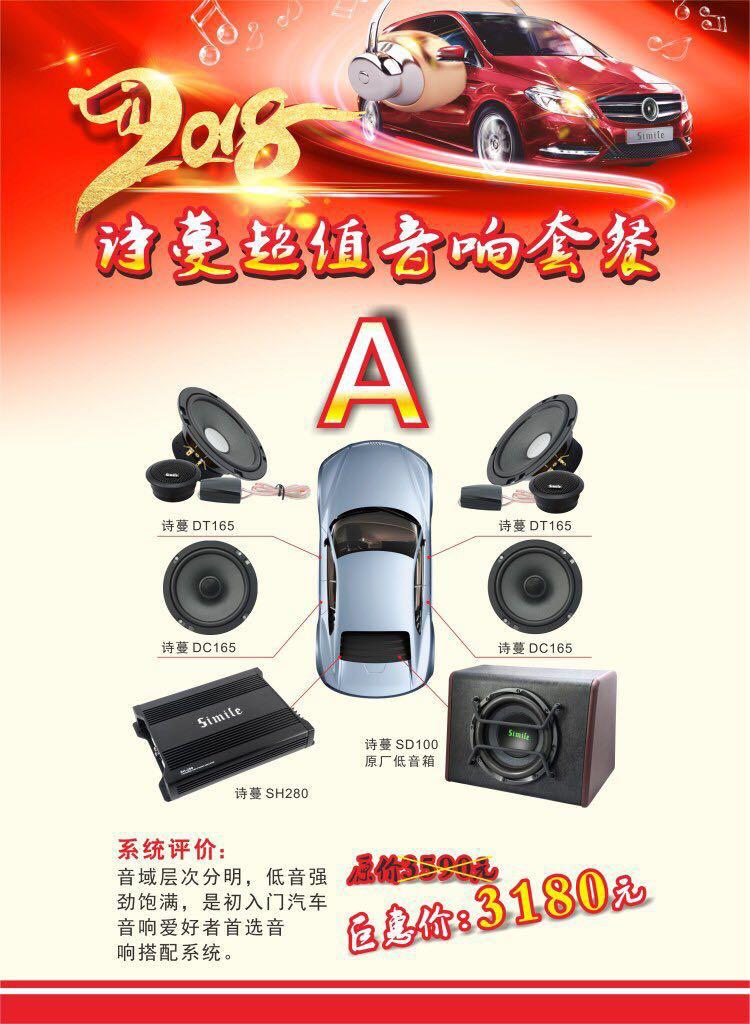 2018
Simile
诗蔓超值音响套餐
A
Simile
Simile
诗蔓 DT165
诗蔓 DT165
诗蔓 DC165
诗蔓 DC165
Simile
Simile
诗蔓 SD100
原厂低音箱
诗蔓 SH280
系统评价:
音域层次分明，低音强
劲饱满，是初入门汽车
音响爱好者首选音
响搭配系统。
原价3590元
巨惠价:3180元